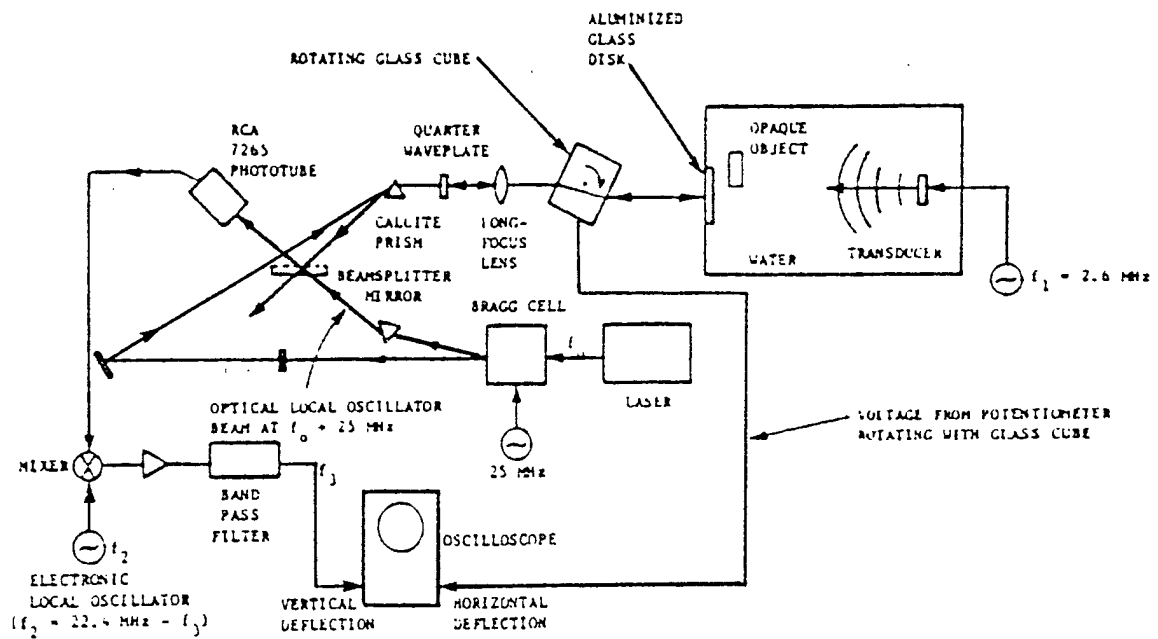 ALUMINIZED
GLASS
DISK
ROTATING GLASS CUBE
RCA
7265
PHOTOTUBE
QUARTER
WAVEPLATE
OPAQUE
OBJECT
CALLITE
PRISM
LONG-
FOCUS
LENS
WATER
TRANSDUCER
f₁ = 2.6 MHz
BEAMSPLITTER
MIRROR
BRAGG CELL
LASER
OPTICAL LOCAL OSCILLATOR
BEAM AT f₀ + 25 MHz
25 MHz
VOLTAGE FROM POTENTIOMETER
ROTATING WITH GLASS CUBE
MIXER
BAND
PASS
FILTER
f₃
f₂
OSCILLOSCOPE
ELECTRONIC
LOCAL OSCILLATOR
(f₂ = 22.4 MHz - f₃)
VERTICAL
DEFLECTION
HORIZONTAL
DEFLECTION